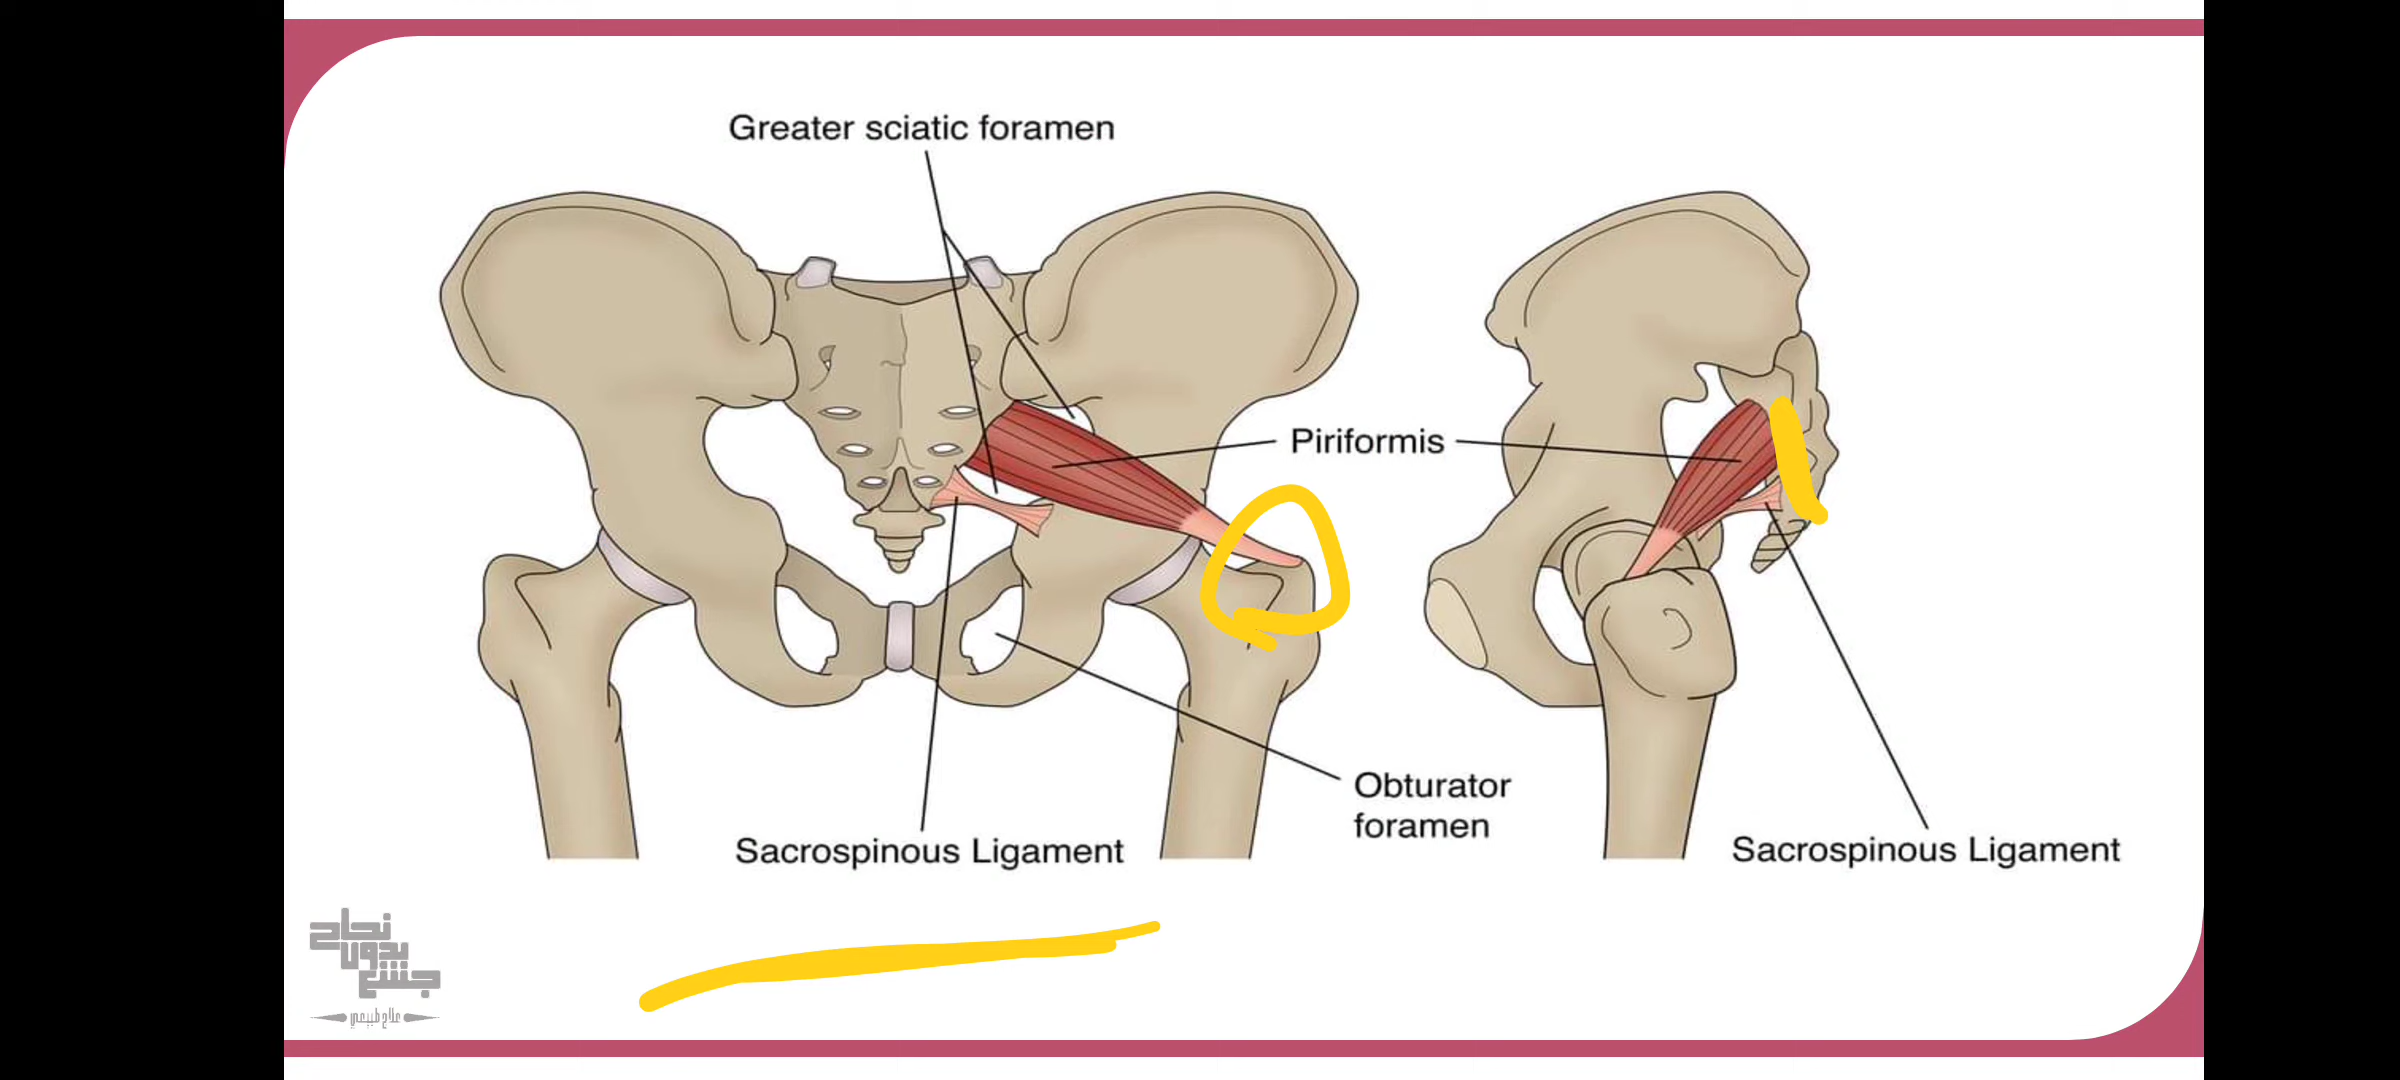 Greater sciatic foramen
Piriformis
Obturator
foramen
Sacrospinous Ligament
Sacrospinous Ligament
نجاح
بدون
جشع
علاج طبيعي